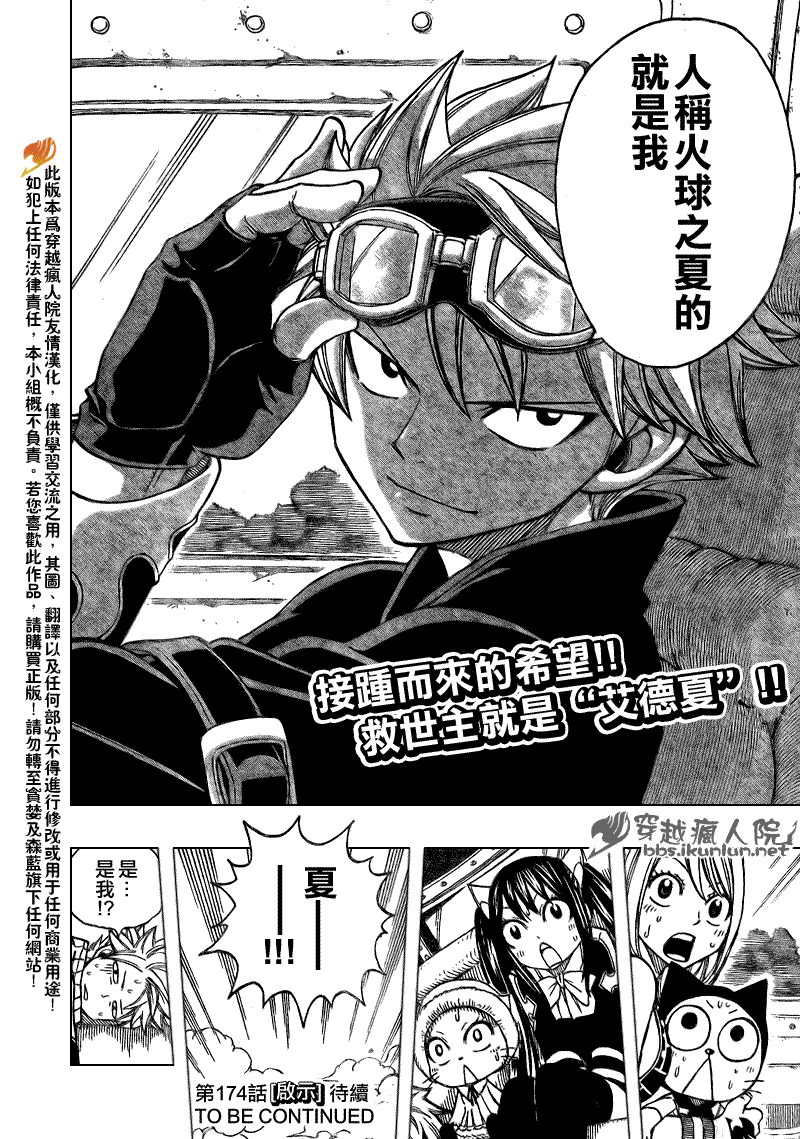 人稱火球之夏的
就是我
接踵而來的希望!!
救世主就是“艾德夏”!!
穿越瘋人院
bbs.ikunlun.net
夏——!!!
是…
是我!?
第174話 [啟示] 待續
TO BE CONTINUED
此版本爲穿越瘋人院友情漢化，僅供學習交流之用，其圖、翻譯以及任何部分不得進行修改或用于任何商業用途！
如犯上任何法律責任，本小組概不負責。若您喜歡此作品，請購買正版！請勿轉至貪婪及森藍旗下任何網站！